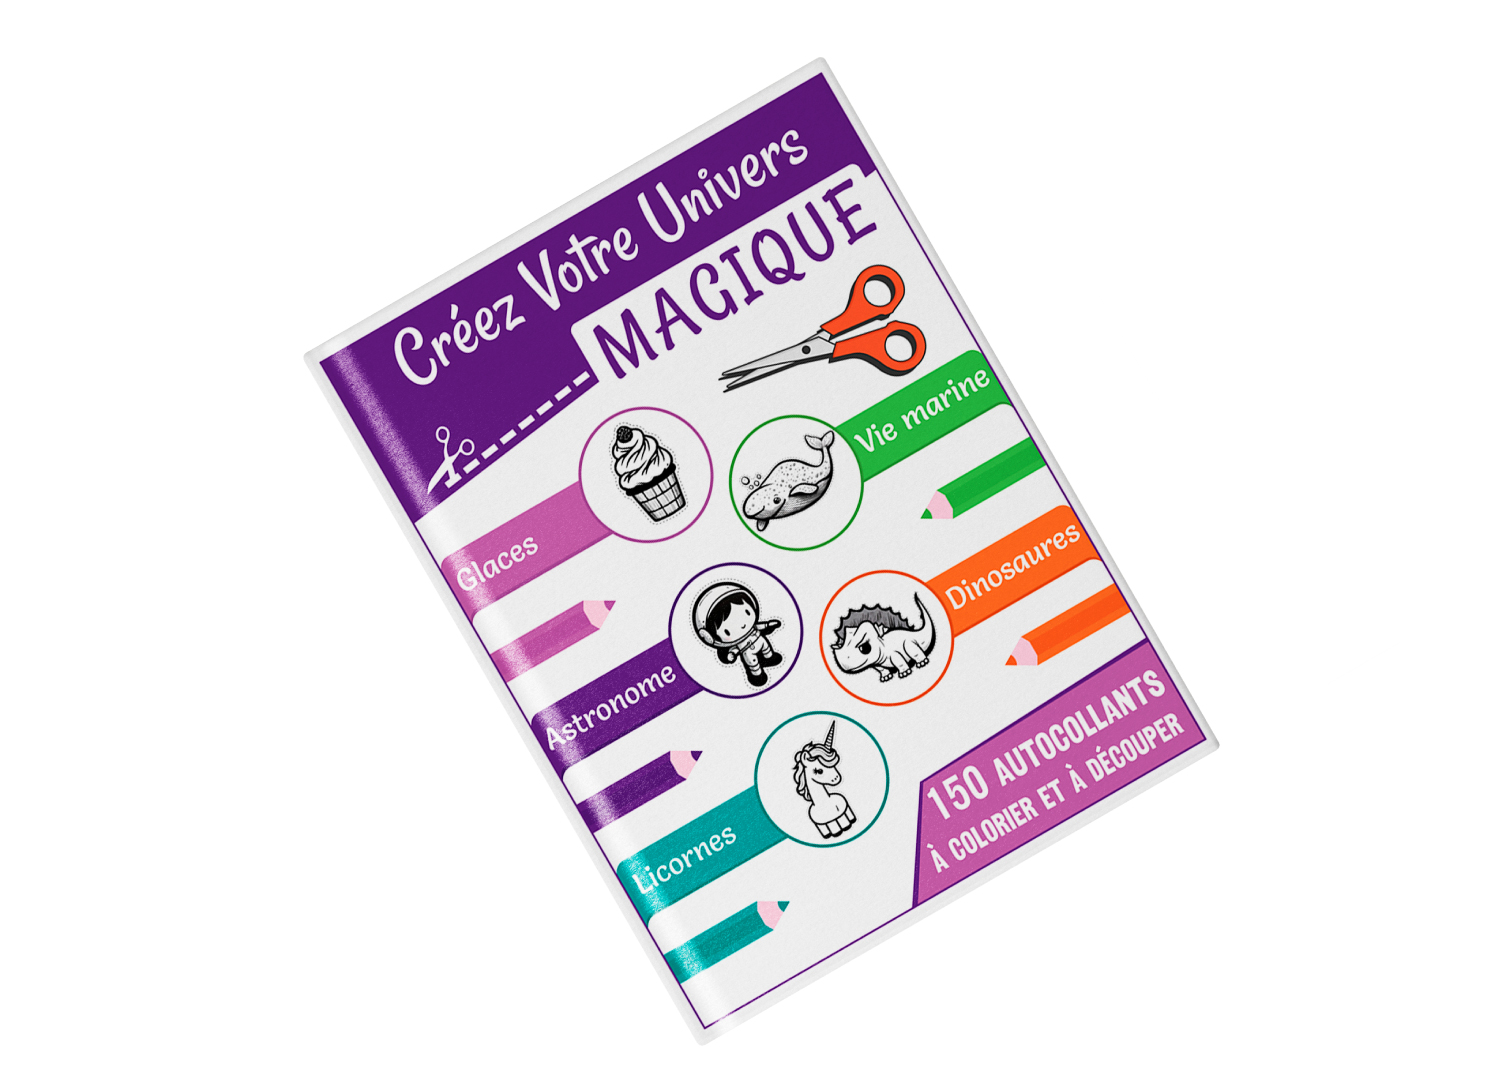 Créez Votre Univers
MAGIQUE
Vie marine
Glaces
Dinosaures
Astronome
Licornes
150 AUTOCOLLANTS
À COLORIER ET À DÉCOUPER